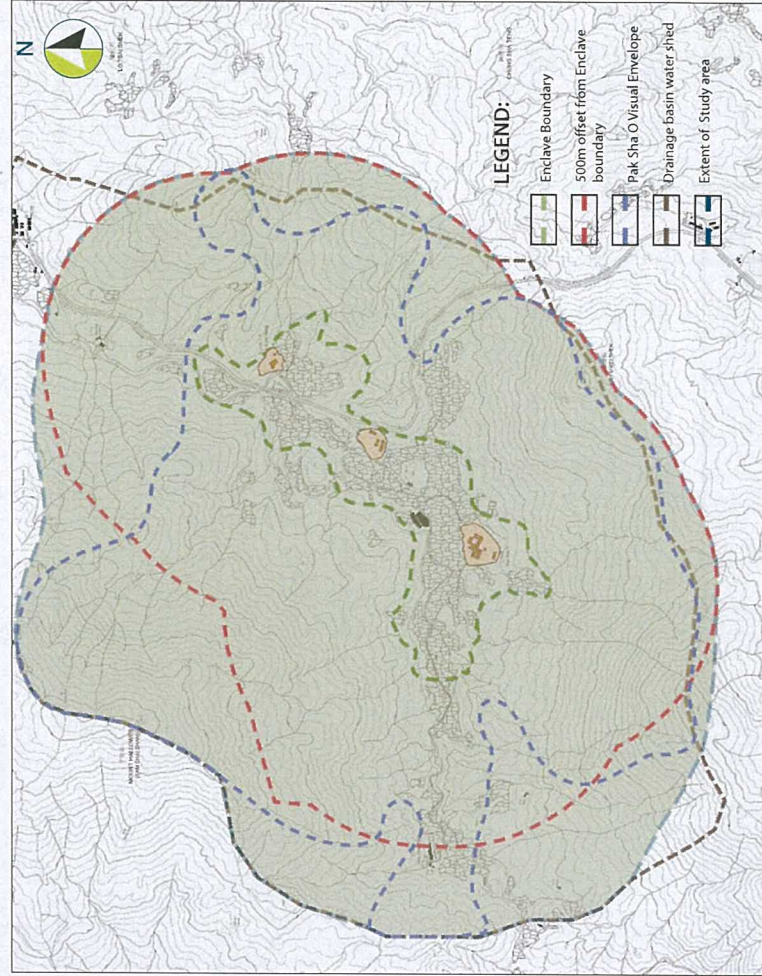 N
LEGEND:
Enclave Boundary
500m offset from Enclave
boundary
Pak Sha O Visual Envelope
Drainage basin water shed
Extent of Study area